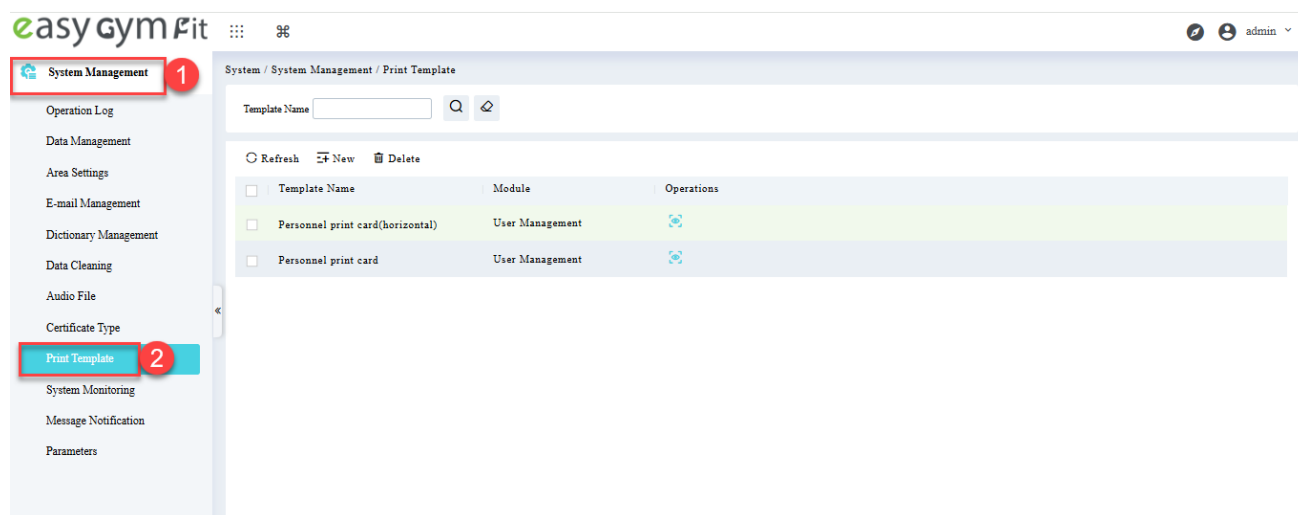 easy Gym Fit
admin
System Management
1
System / System Management / Print Template
Operation Log
Data Management
Area Settings
E-mail Management
Dictionary Management
Data Cleaning
Audio File
Certificate Type
Print Template
2
System Monitoring
Message Notification
Parameters
Template Name
Refresh New Delete
Template Name Module Operations
Personnel print card(horizontal) User Management
Personnel print card User Management